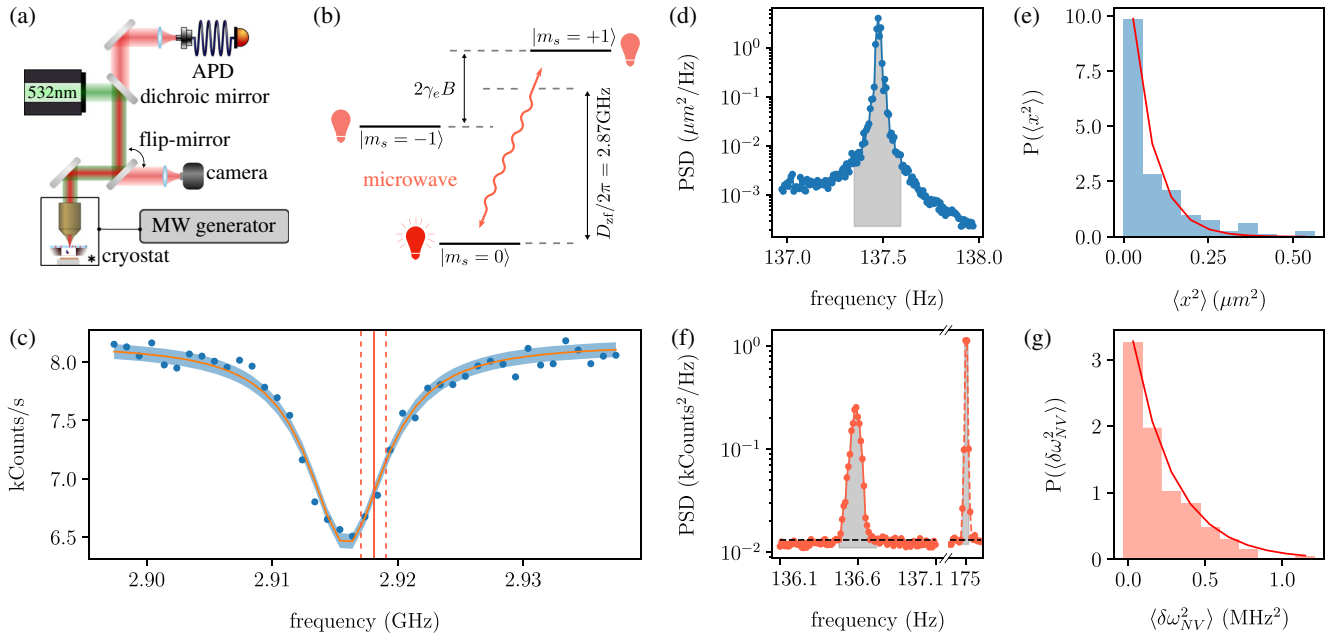 (a)
532nm
APD
dichroic mirror
flip-mirror
camera
MW generator
* cryostat
(b)
|mₛ = +1⟩
2γₑB
|mₛ = −1⟩
microwave
D_zf/2π = 2.87GHz
|mₛ = 0⟩
(c)
kCounts/s
8.0
7.5
7.0
6.5
2.90
2.91
2.92
2.93
frequency (GHz)
(d)
PSD (μm²/Hz)
10⁰
10⁻¹
10⁻²
10⁻³
137.0
137.5
138.0
frequency (Hz)
(e)
P(⟨x²⟩)
10.0
7.5
5.0
2.5
0.0
0.00
0.25
0.50
⟨x²⟩ (μm²)
(f)
PSD (kCounts²/Hz)
10⁰
10⁻¹
10⁻²
136.1
136.6
137.1
175
frequency (Hz)
(g)
P(⟨δω²_NV⟩)
3
2
1
0
0.0
0.5
1.0
⟨δω²_NV⟩ (MHz²)